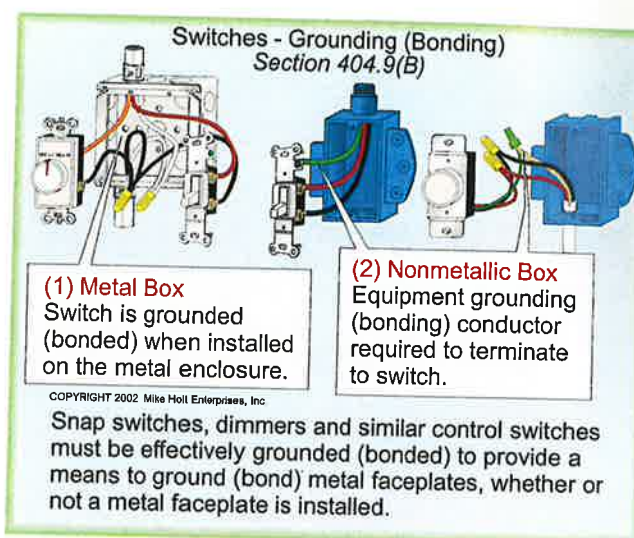 Switches - Grounding (Bonding)
Section 404.9(B)
(1) Metal Box
Switch is grounded
(bonded) when installed
on the metal enclosure.
(2) Nonmetallic Box
Equipment grounding
(bonding) conductor
required to terminate
to switch.
COPYRIGHT 2002 Mike Holt Enterprises, Inc
Snap switches, dimmers and similar control switches
must be effectively grounded (bonded) to provide a
means to ground (bond) metal faceplates, whether or
not a metal faceplate is installed.